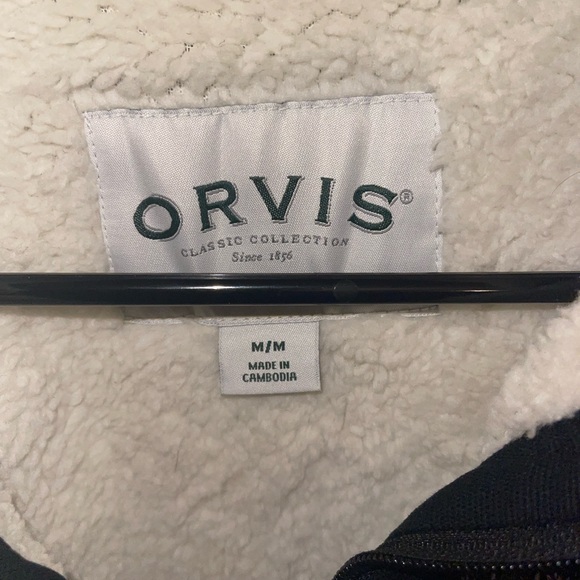 ORVIS®
CLASSIC COLLECTION
Since 1856
M/M
MADE IN
CAMBODIA